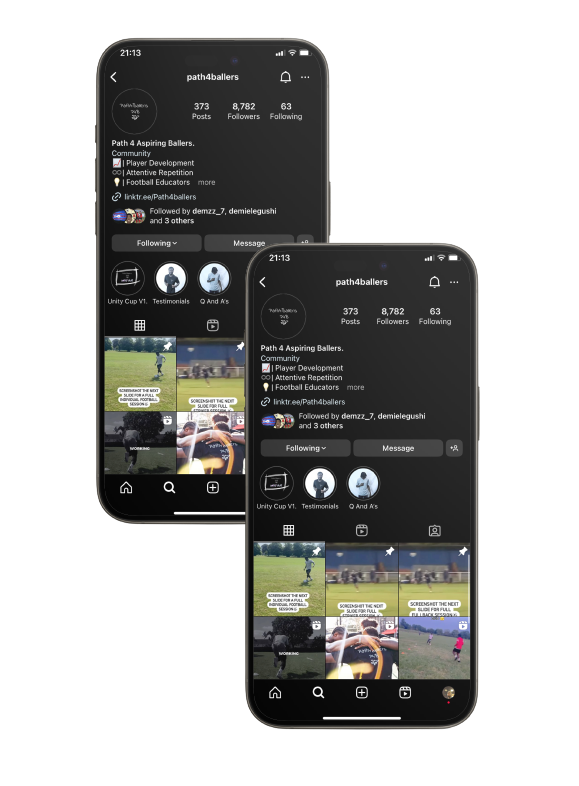 21:13
path4ballers
Path4Ballers
373 8,782 63
Posts Followers Following
Path 4 Aspiring Ballers.
Community
📈| Player Development
♾️| Attentive Repetition
💡| Football Educators more
linktr.ee/Path4ballers
Followed by demzz_7, demielegushi
and 3 others
Following Message
Unity Cup V1. Testimonials Q And A's
SCREENSHOT THE NEXT
SLIDE FOR A FULL
INDIVIDUAL FOOTBALL
SESSION
SCREENSHOT THE NEXT
SLIDE FOR FULL
STRIKER SESSION
WORKING
21:13
path4ballers
Path4Ballers
373 8,782 63
Posts Followers Following
Path 4 Aspiring Ballers.
Community
📈| Player Development
♾️| Attentive Repetition
💡| Football Educators more
linktr.ee/Path4ballers
Followed by demzz_7, demielegushi
and 3 others
Following Message
Unity Cup V1. Testimonials Q And A's
SCREENSHOT THE NEXT
SLIDE FOR A FULL
INDIVIDUAL FOOTBALL
SESSION
SCREENSHOT THE NEXT
SLIDE FOR FULL
STRIKER SESSION
SCREENSHOT THE NEXT
SLIDE FOR FULL
FULLBACK SESSION
WORKING